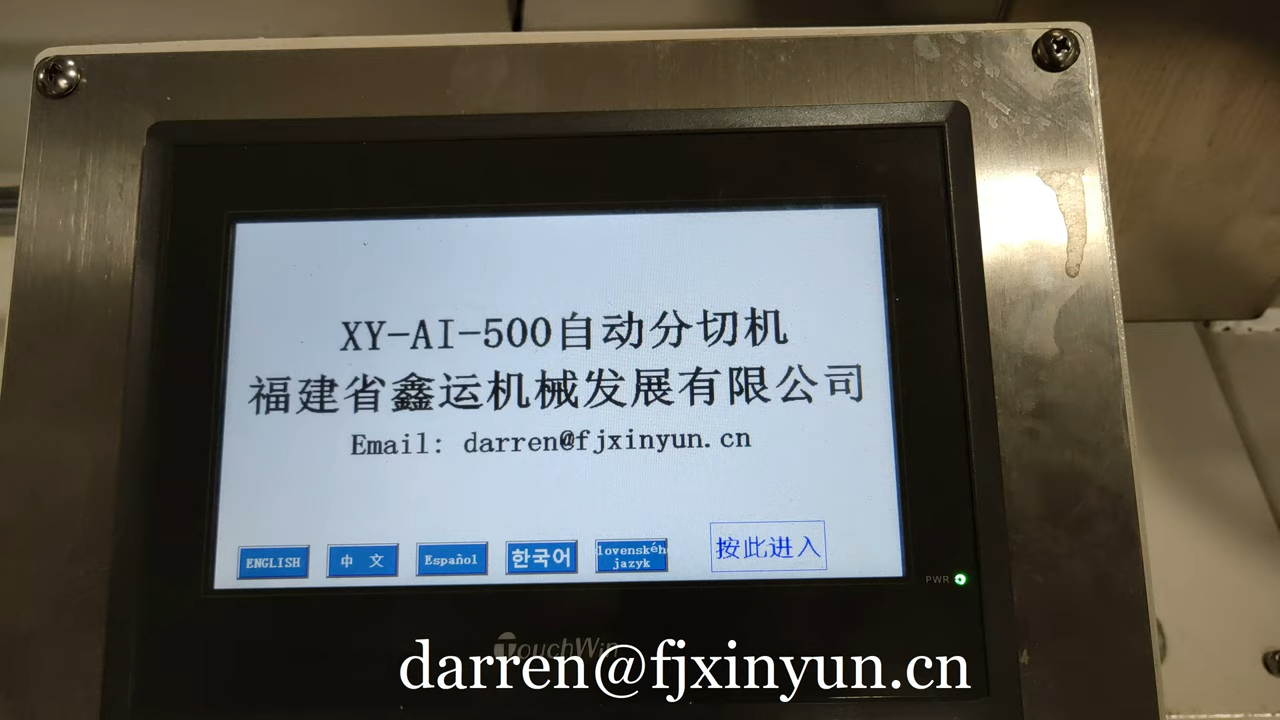 XY-AI-500自动分切机
福建省鑫运机械发展有限公司
Email: darren@fjxinyun.cn
ENGLISH
中 文
Español
한국어
lovenskéh
jazyk
按此进入
PWR
TouchWin
darren@fjxinyun.cn